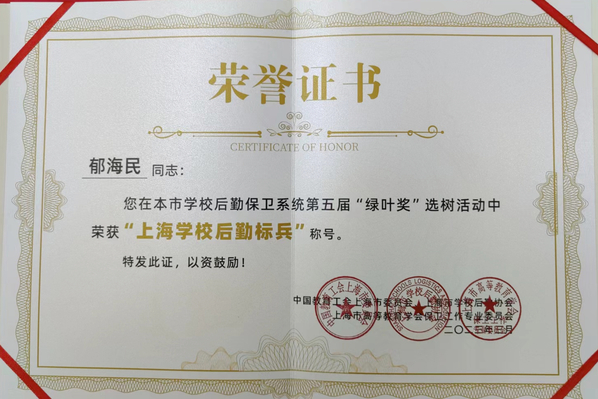 荣誉证书
CERTIFICATE OF HONOR
郁海民 同志：
您在本市学校后勤保卫系统第五届“绿叶奖”选树活动中
荣获“上海学校后勤标兵”称号。
特发此证，以资鼓励！
中国教育工会上海市委员会 上海市学校后勤协会
上海市高等教育学会保卫工作专业委员会